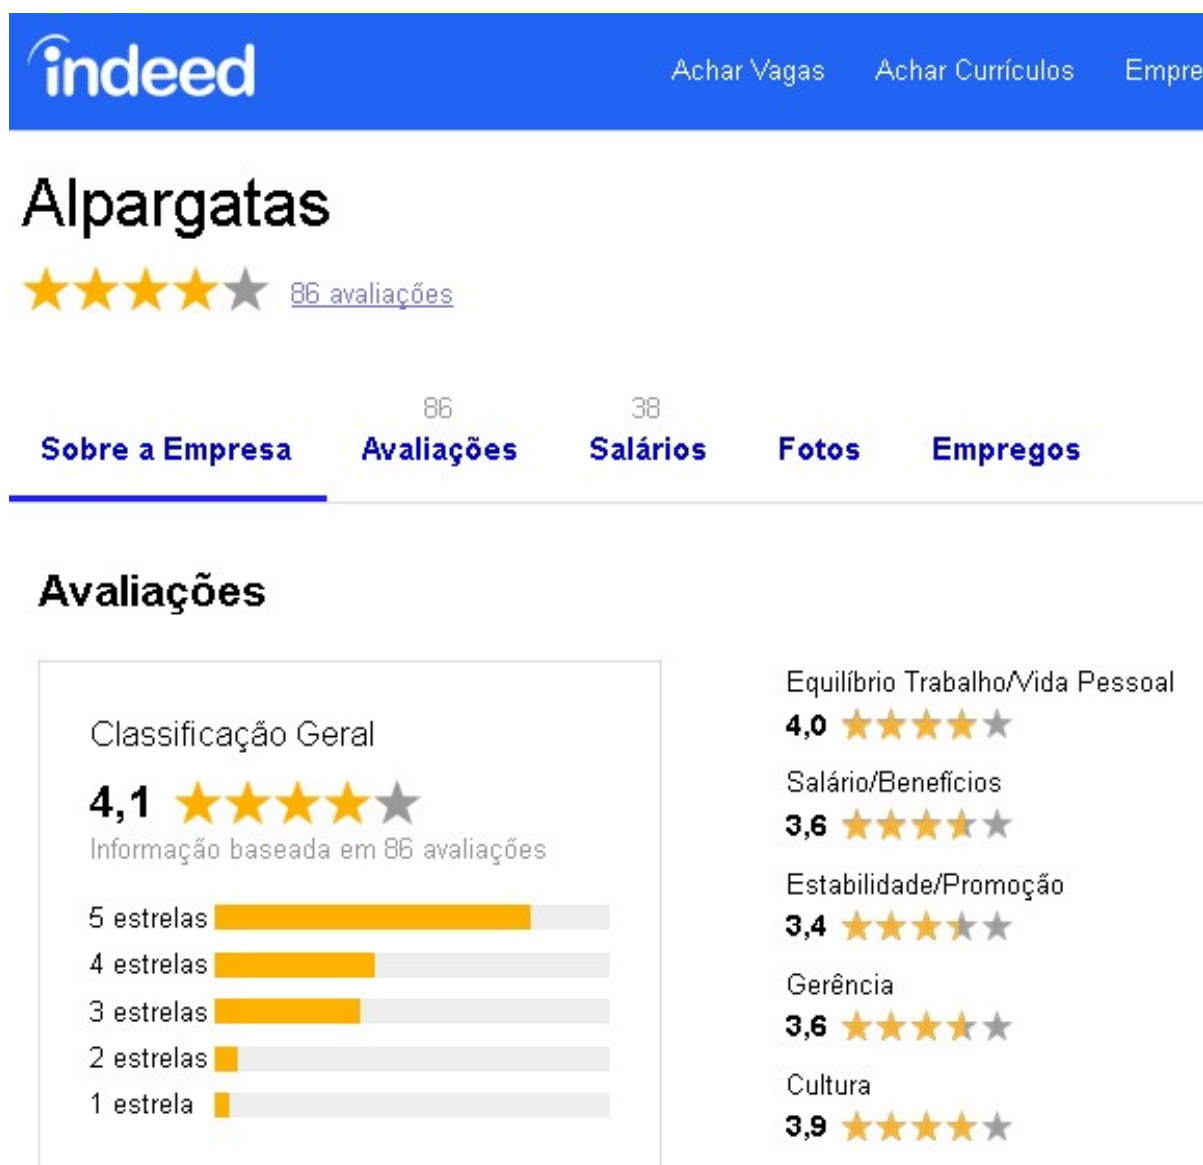 indeed
Achar Vagas Achar Currículos Empre
Alpargatas
86 avaliações
86 38
Sobre a Empresa Avaliações Salários Fotos Empregos
Avaliações
Classificação Geral
4,1
Informação baseada em 86 avaliações
5 estrelas
4 estrelas
3 estrelas
2 estrelas
1 estrela
Equilíbrio Trabalho/Vida Pessoal
4,0
Salário/Benefícios
3,6
Estabilidade/Promoção
3,4
Gerência
3,6
Cultura
3,9